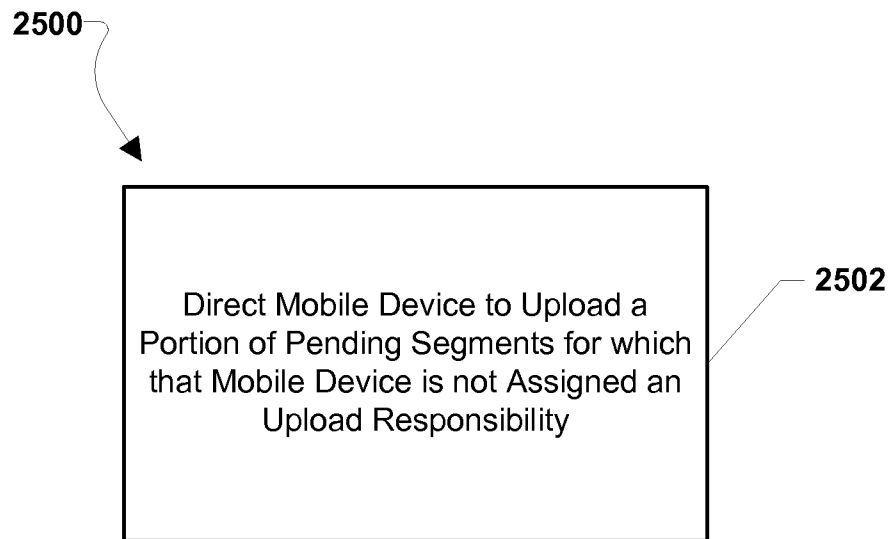 2500
2502
Direct Mobile Device to Upload a
Portion of Pending Segments for which
that Mobile Device is not Assigned an
Upload Responsibility